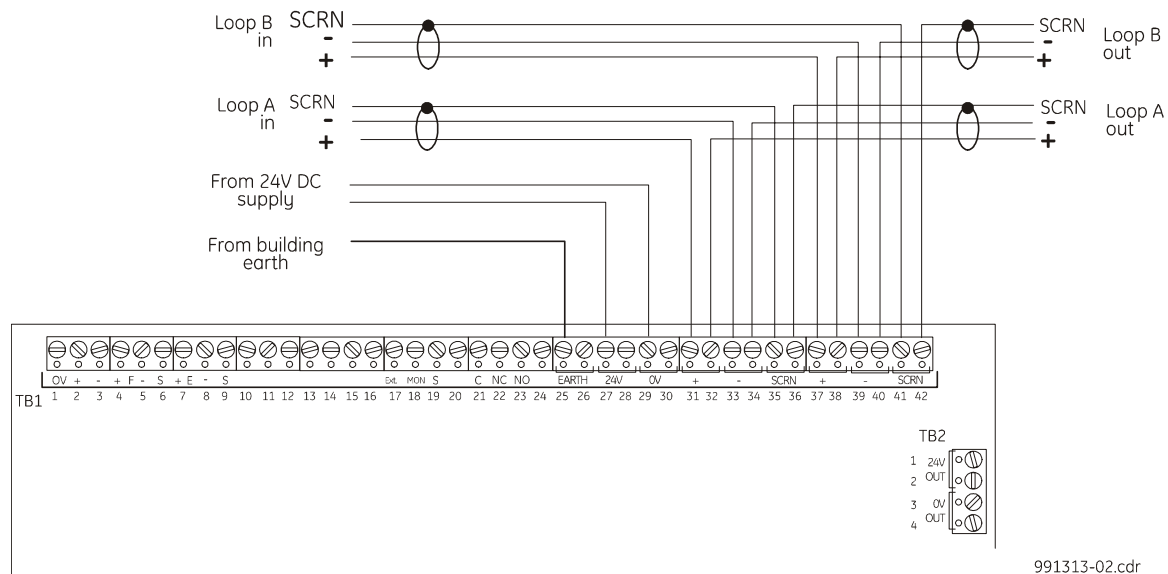 Loop B in
SCRN
-
+
SCRN
-
+
Loop B out
Loop A in
SCRN
-
+
SCRN
-
+
Loop A out
From 24V DC supply
From building earth
0V + - + F - S + E - S Ext. MON S C NC NO EARTH 24V 0V + - SCRN + - SCRN
TB1 1 2 3 4 5 6 7 8 9 10 11 12 13 14 15 16 17 18 19 20 21 22 23 24 25 26 27 28 29 30 31 32 33 34 35 36 37 38 39 40 41 42
TB2
1 24V
2 OUT
3 0V
4 OUT
991313-02.cdr